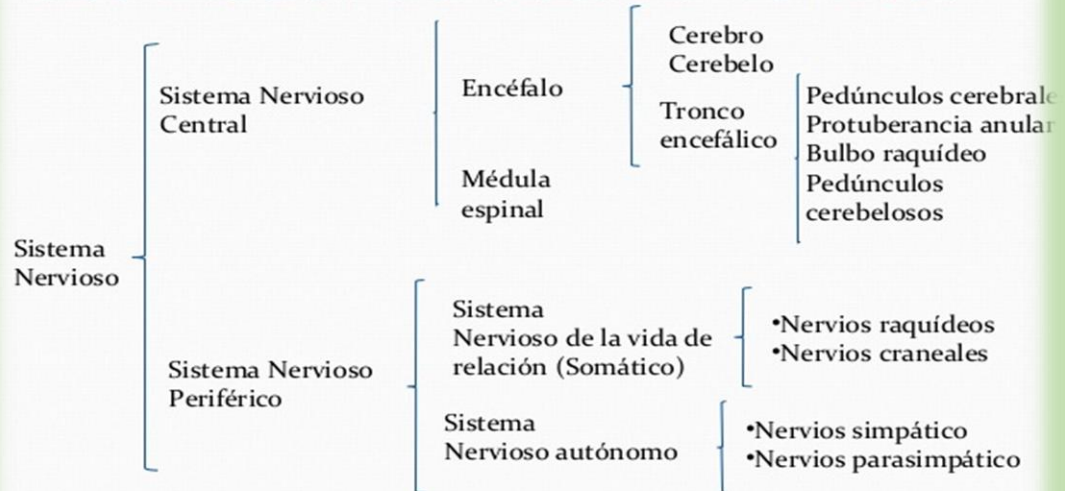 Sistema
Nervioso
Sistema Nervioso
Central
Encéfalo
Cerebro
Cerebelo
Tronco
encefálico
Pedúnculos cerebrale
Protuberancia anular
Bulbo raquídeo
Pedúnculos
cerebelosos
Médula
espinal
Sistema Nervioso
Periférico
Sistema
Nervioso de la vida de
relación (Somático)
•Nervios raquídeos
•Nervios craneales
Sistema
Nervioso autónomo
•Nervios simpático
•Nervios parasimpático